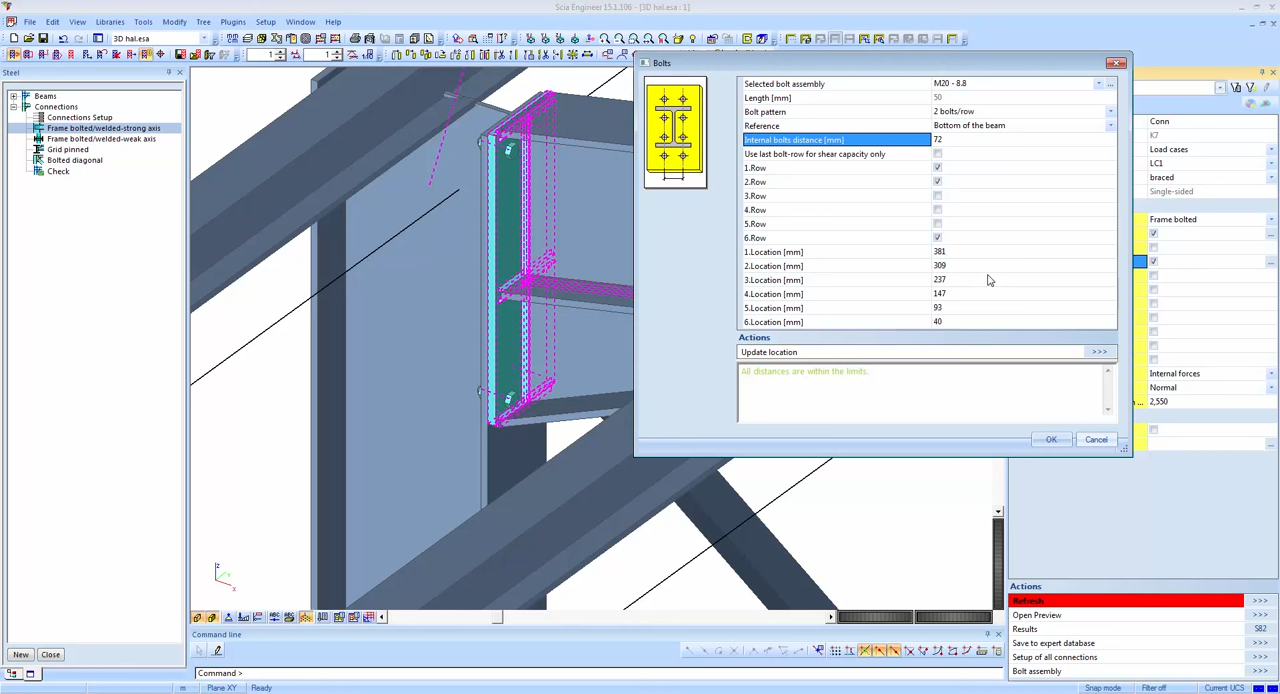 Scia Engineer 15.1.106 - [3D hal.esa : 1]
File Edit View Libraries Tools Modify Tree Plugins Setup Window Help
3D hal.esa
1 1
Steel
Beams
Connections
Connections Setup
Frame bolted/welded-strong axis
Frame bolted/welded-weak axis
Grid pinned
Bolted diagonal
Check
New Close
Bolts
Selected bolt assembly M20 - 8.8
Length [mm] 50
Bolt pattern 2 bolts/row
Reference Bottom of the beam
Internal bolts distance [mm] 72
Use last bolt-row for shear capacity only
1.Row
2.Row
3.Row
4.Row
5.Row
6.Row
1.Location [mm] 381
2.Location [mm] 309
3.Location [mm] 237
4.Location [mm] 147
5.Location [mm] 93
6.Location [mm] 40
Actions
Update location >>>
All distances are within the limits.
OK Cancel
Conn
K7
Load cases
LC1
braced
Single-sided
Frame bolted
Internal forces
Normal
... 2,550
Actions
Refresh >>>
Open Preview >>>
Results S82
Save to expert database >>>
Setup of all connections >>>
Bolt assembly >>>
z
y
x
Command line
Command >
m Plane XY Ready Snap mode Filter off Current UCS